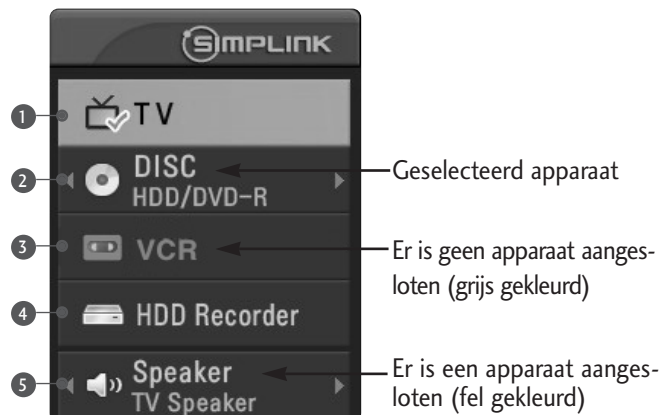 SIMPLINK
1 TV
2 DISC Geselecteerd apparaat
HDD/DVD-R
3 VCR Er is geen apparaat aanges-
loten (grijs gekleurd)
4 HDD Recorder
5 Speaker Er is een apparaat aanges-
TV Speaker loten (fel gekleurd)